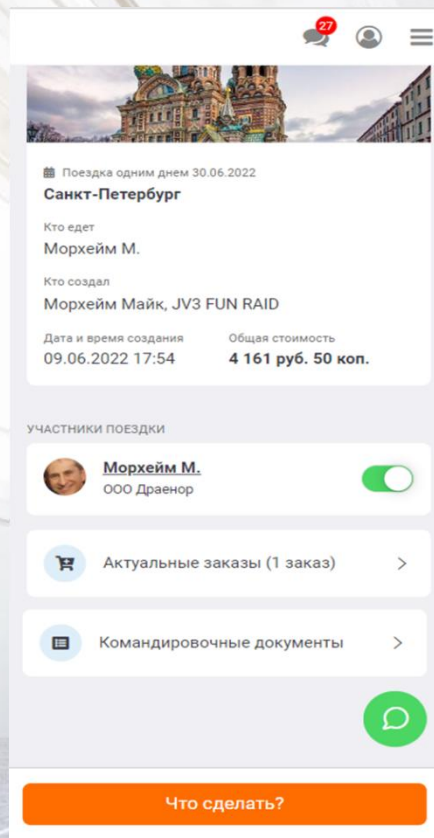 27
Поездка одним днем 30.06.2022
Санкт-Петербург
Кто едет
Морхейм М.
Кто создал
Морхейм Майк, JV3 FUN RAID
Дата и время создания Общая стоимость
09.06.2022 17:54 4 161 руб. 50 коп.
УЧАСТНИКИ ПОЕЗДКИ
Морхейм М.
ООО Драенор
Актуальные заказы (1 заказ)
Командировочные документы
Что сделать?